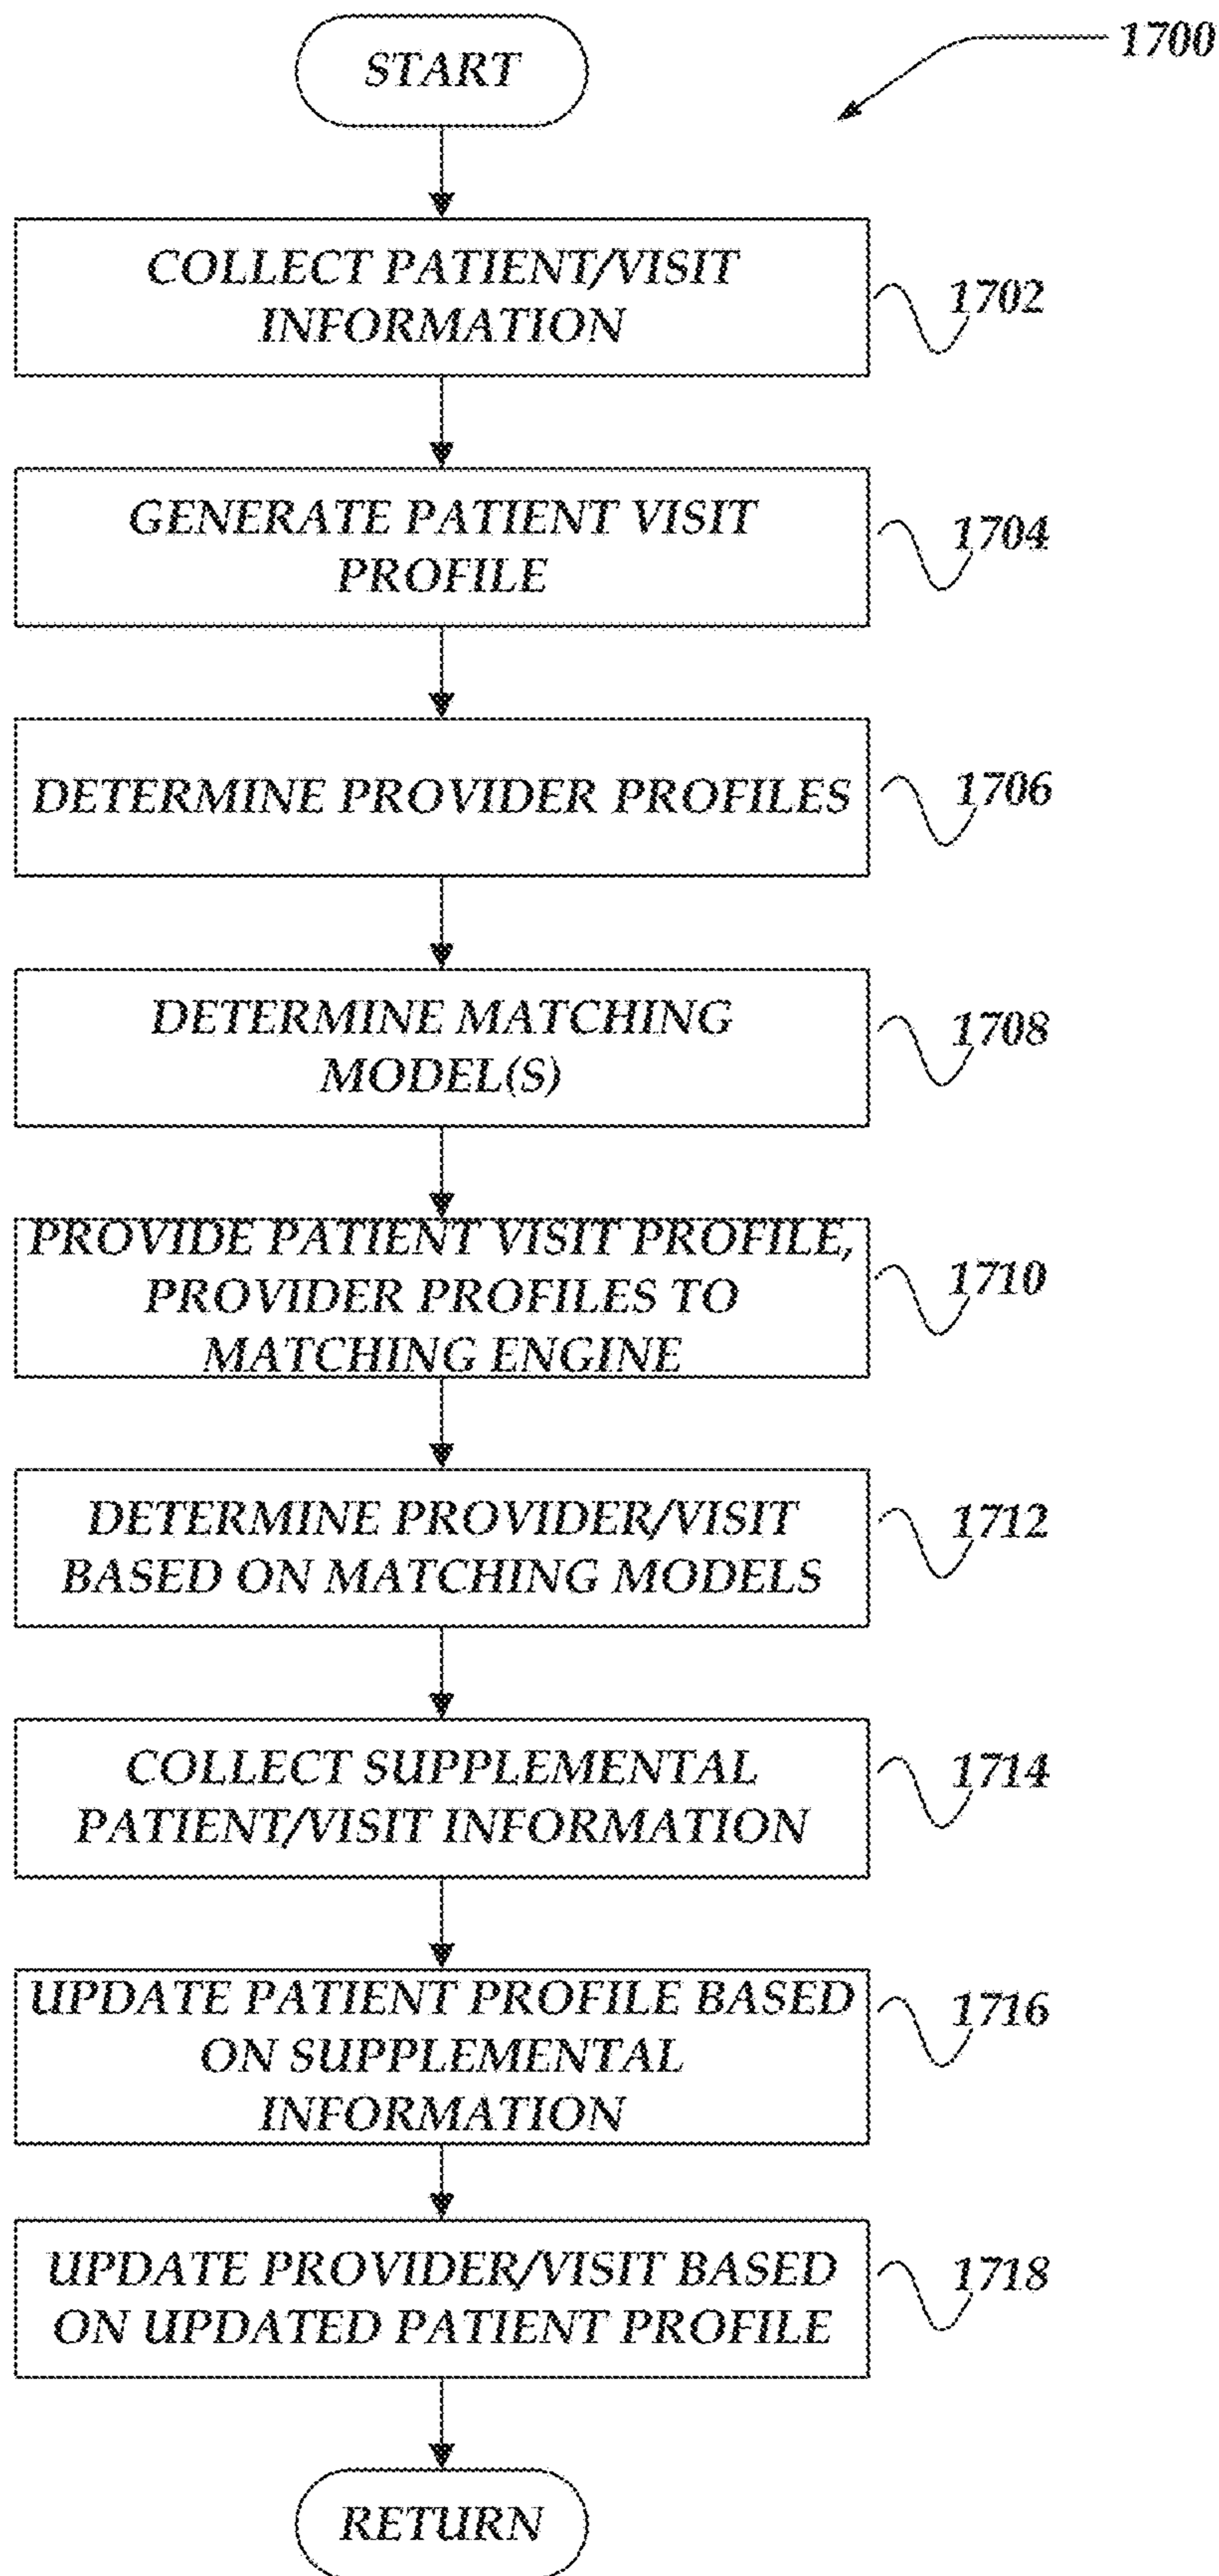 START
1700
COLLECT PATIENT/VISIT
INFORMATION
1702
GENERATE PATIENT VISIT
PROFILE
1704
DETERMINE PROVIDER PROFILES
1706
DETERMINE MATCHING
MODEL(S)
1708
PROVIDE PATIENT VISIT PROFILE,
PROVIDER PROFILES TO
MATCHING ENGINE
1710
DETERMINE PROVIDER/VISIT
BASED ON MATCHING MODELS
1712
COLLECT SUPPLEMENTAL
PATIENT/VISIT INFORMATION
1714
UPDATE PATIENT PROFILE BASED
ON SUPPLEMENTAL
INFORMATION
1716
UPDATE PROVIDER/VISIT BASED
ON UPDATED PATIENT PROFILE
1718
RETURN